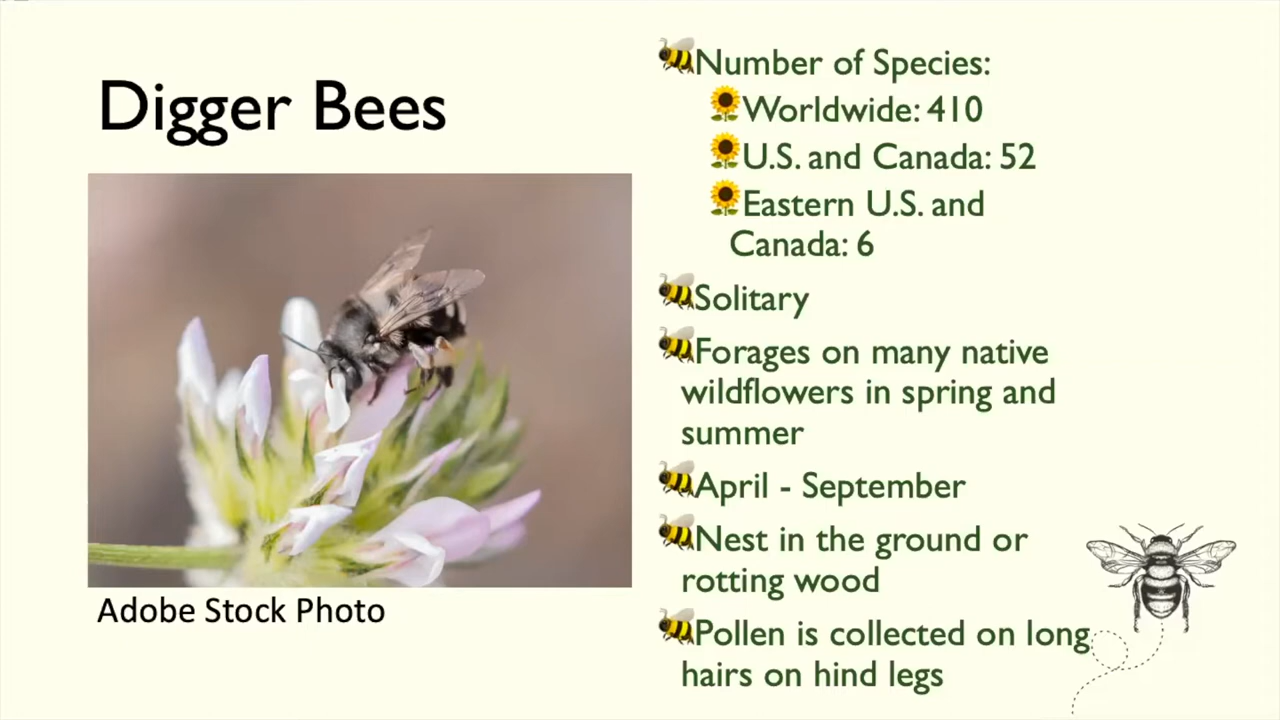 Digger Bees
Adobe Stock Photo
Number of Species:
Worldwide: 410
U.S. and Canada: 52
Eastern U.S. and
Canada: 6
Solitary
Forages on many native
wildflowers in spring and
summer
April - September
Nest in the ground or
rotting wood
Pollen is collected on long
hairs on hind legs